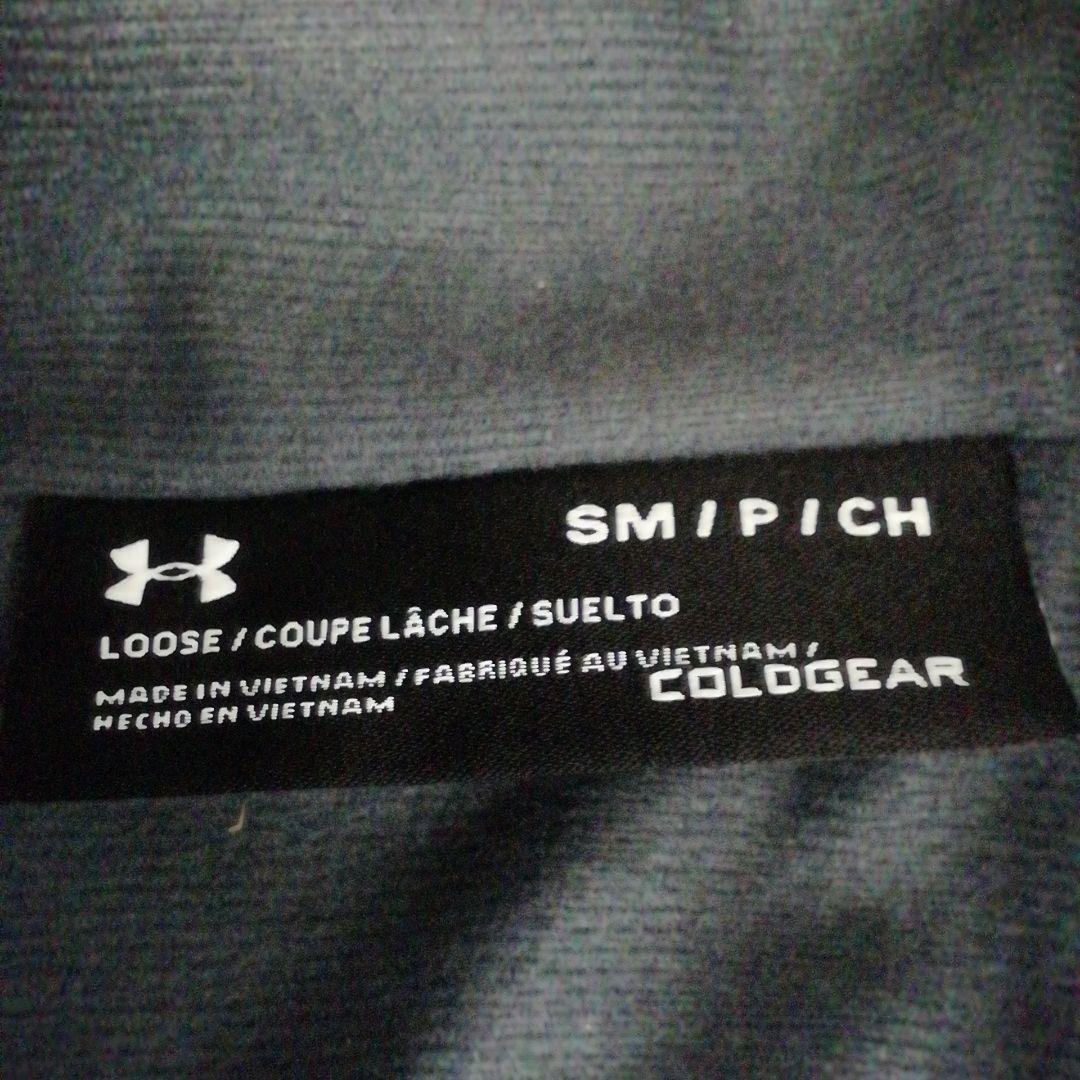 SM / P / CH
LOOSE / COUPE LÂCHE / SUELTO
MADE IN VIETNAM / FABRIQUÉ AU VIETNAM /
HECHO EN VIETNAM
COLDGEAR